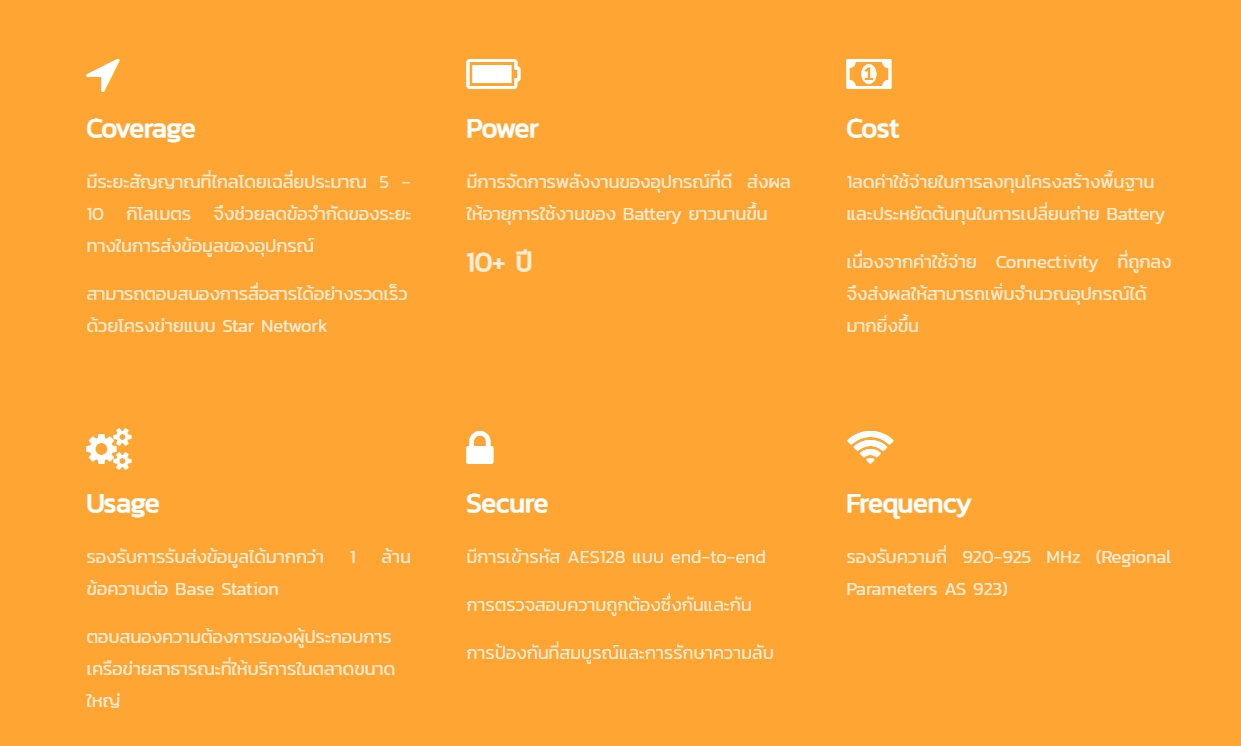 Coverage
มีระยะสัญญาณที่ไกลโดยเฉลี่ยประมาณ 5 -
10 กิโลเมตร จึงช่วยลดข้อจำกัดของระยะ
ทางในการส่งข้อมูลของอุปกรณ์
สามารถตอบสนองการสื่อสารได้อย่างรวดเร็ว
ด้วยโครงข่ายแบบ Star Network
Power
มีการจัดการพลังงานของอุปกรณ์ที่ดี ส่งผล
ให้อายุการใช้งานของ Battery ยาวนานขึ้น
10+ ปี
1
Cost
1ลดค่าใช้จ่ายในการลงทุนโครงสร้างพื้นฐาน
และประหยัดต้นทุนในการเปลี่ยนถ่าย Battery
เนื่องจากค่าใช้จ่าย Connectivity ที่ถูกลง
จึงส่งผลให้สามารถเพิ่มจำนวณอุปกรณ์ได้
มากยิ่งขึ้น
Usage
รองรับการรับส่งข้อมูลได้มากกว่า 1 ล้าน
ข้อความต่อ Base Station
ตอบสนองความต้องการของผู้ประกอบการ
เครือข่ายสาธารณะที่ให้บริการในตลาดขนาด
ใหญ่
Secure
มีการเข้ารหัส AES128 แบบ end-to-end
การตรวจสอบความถูกต้องซึ่งกันและกัน
การป้องกันที่สมบูรณ์และการรักษาความลับ
Frequency
รองรับความถี่ 920-925 MHz (Regional
Parameters AS 923)